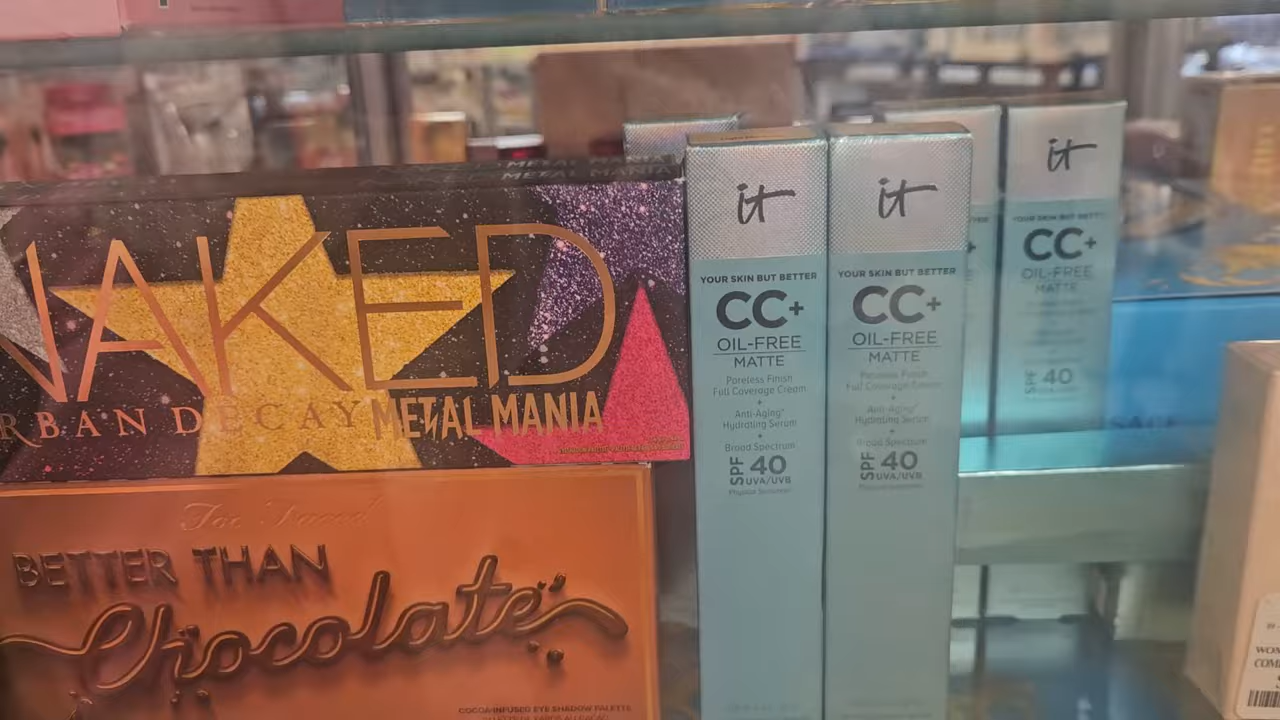 METAL MANIA
NAKED
URBAN DECAY METAL MANIA
Too Faced
BETTER THAN
Chocolate
COCOA-INFUSED EYE SHADOW PALETTE
it
YOUR SKIN BUT BETTER
CC+
OIL-FREE
MATTE
Poreless Finish
Full Coverage Cream
+
Anti-Aging*
Hydrating Serum
+
Broad Spectrum
SPF 40
UVA/UVB
Physical Sunscreen
it
YOUR SKIN BUT BETTER
CC+
OIL-FREE
MATTE
Poreless Finish
Full Coverage Cream
+
Anti-Aging*
Hydrating Serum
+
Broad Spectrum
SPF 40
UVA/UVB
it
YOUR SKIN BUT BETTER
CC+
OIL-FREE
MATTE
SPF 40